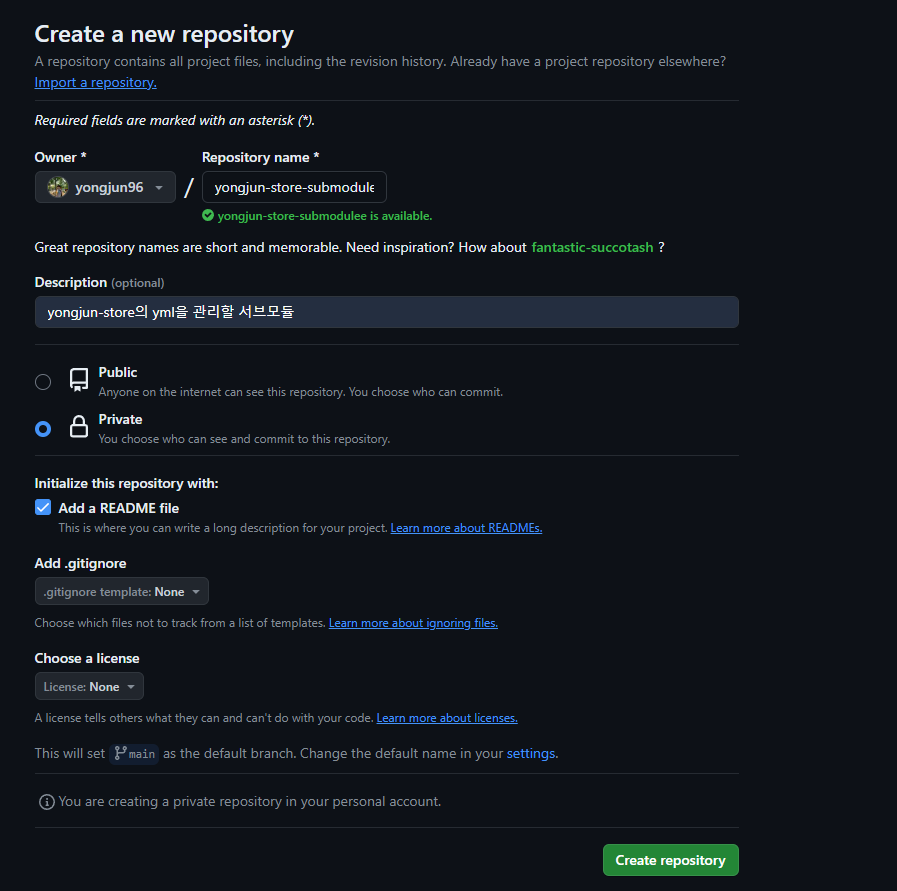 Create a new repository
A repository contains all project files, including the revision history. Already have a project repository elsewhere?
Import a repository.
Required fields are marked with an asterisk (*).
Owner *
Repository name *
yongjun96
/
yongjun-store-submodule
yongjun-store-submodulee is available.
Great repository names are short and memorable. Need inspiration? How about fantastic-succotash ?
Description (optional)
yongjun-store의 yml을 관리할 서브모듈
Public
Anyone on the internet can see this repository. You choose who can commit.
Private
You choose who can see and commit to this repository.
Initialize this repository with:
Add a README file
This is where you can write a long description for your project. Learn more about READMEs.
Add .gitignore
.gitignore template: None
Choose which files not to track from a list of templates. Learn more about ignoring files.
Choose a license
License: None
A license tells others what they can and can't do with your code. Learn more about licenses.
This will set main as the default branch. Change the default name in your settings.
You are creating a private repository in your personal account.
Create repository